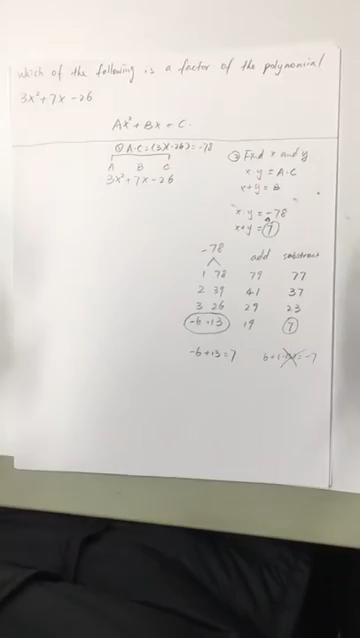 which of the following is a factor of the polynomial
3x² + 7x - 26
Ax² + Bx + C.
① A·C = (3)(-26) = -78
A B C
3x² + 7x - 26
② Find x and y
x·y = A·C
x+y = B
x·y = -78
x+y = 7
-78
add substract
1 78 79 77
2 39 41 37
3 26 29 23
-6 +13 19 7
-6+13=7